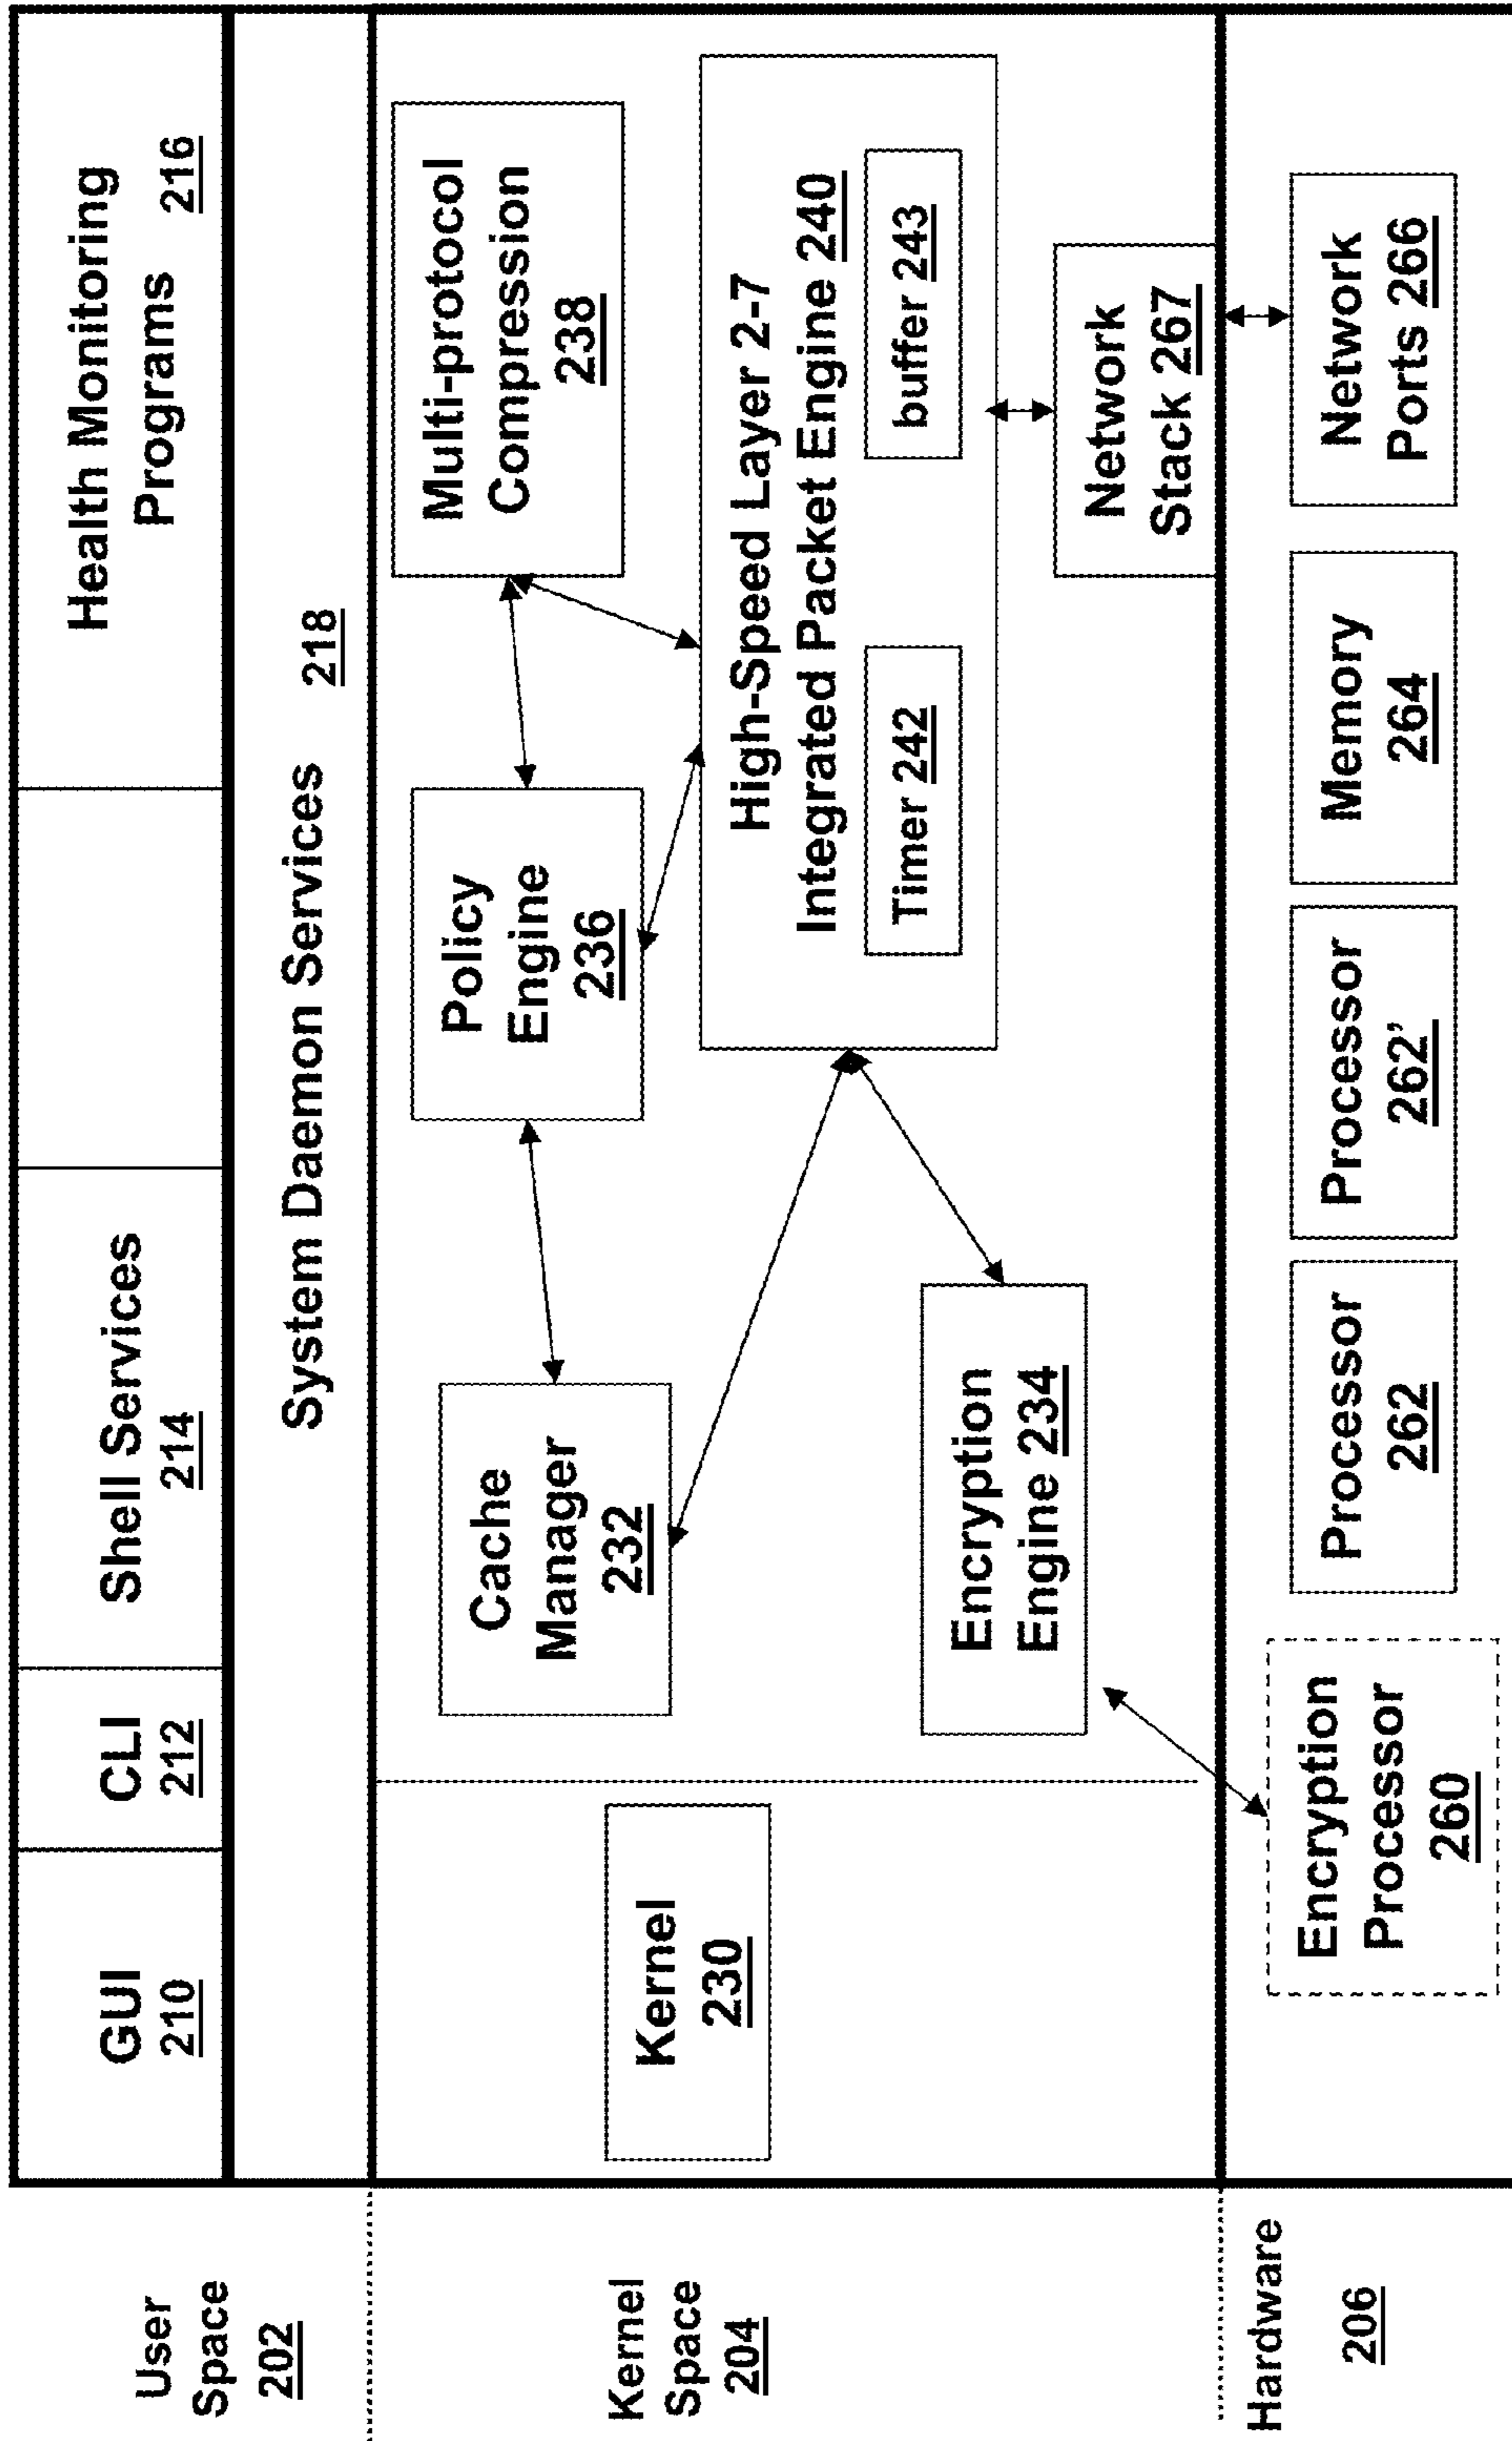 User
Space
202
GUI
210
CLI
212
Shell Services
214
Health Monitoring
Programs 216
System Daemon Services 218
Kernel
Space
204
Kernel
230
Cache
Manager
232
Policy
Engine
236
Multi-protocol
Compression
238
High-Speed Layer 2-7
Integrated Packet Engine 240
Timer 242
buffer 243
Encryption
Engine 234
Network
Stack 267
Hardware
206
Encryption
Processor
260
Processor
262
Processor
262’
Memory
264
Network
Ports 266